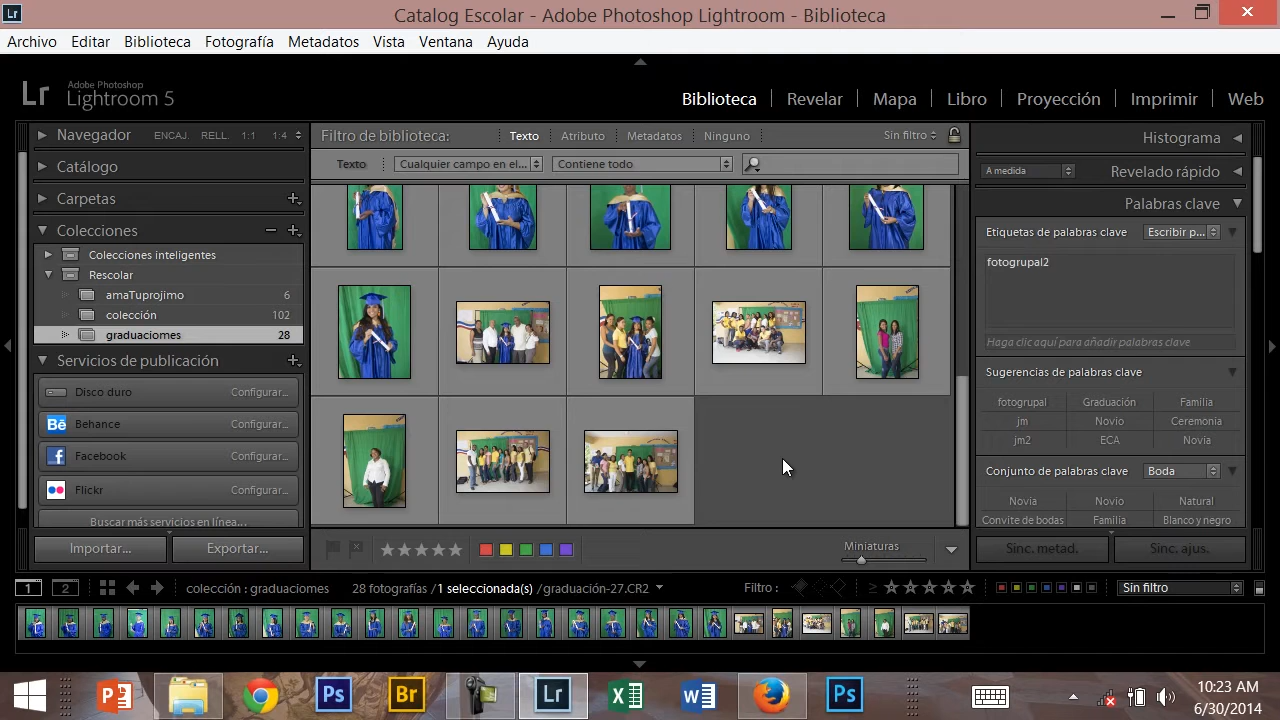 Lr
Catalog Escolar - Adobe Photoshop Lightroom - Biblioteca
Archivo Editar Biblioteca Fotografía Metadatos Vista Ventana Ayuda
Lr
Adobe Photoshop
Lightroom 5
Biblioteca Revelar Mapa Libro Proyección Imprimir Web
Navegador ENCAJ. RELL. 1:1 1:4
Catálogo
Carpetas
Colecciones
Colecciones inteligentes
Rescolar
amaTuprojimo 6
colección 102
graduaciones 28
Servicios de publicación
Disco duro Configurar...
Bē Behance Configurar...
f Facebook Configurar...
Flickr Configurar...
Buscar más servicios en línea...
Importar... Exportar...
Filtro de biblioteca: Texto Atributo Metadatos Ninguno Sin filtro
Texto Cualquier campo en el... Contiene todo
Miniaturas
Histograma
A medida Revelado rápido
Palabras clave
Etiquetas de palabras clave Escribir p...
fotogrupal2
Haga clic aquí para añadir palabras clave
Sugerencias de palabras clave
fotogrupal Graduación Familia
jm Novio Ceremonia
jm2 ECA Novia
Conjunto de palabras clave Boda
Novia Novio Natural
Convite de bodas Familia Blanco y negro
Sinc. metad. Sinc. ajus.
1 2 colección : graduaciones 28 fotografías /1 seleccionada(s) /graduación-27.CR2 Filtro : ≥ Sin filtro
P Ps Br Lr X W Ps
10:23 AM
6/30/2014